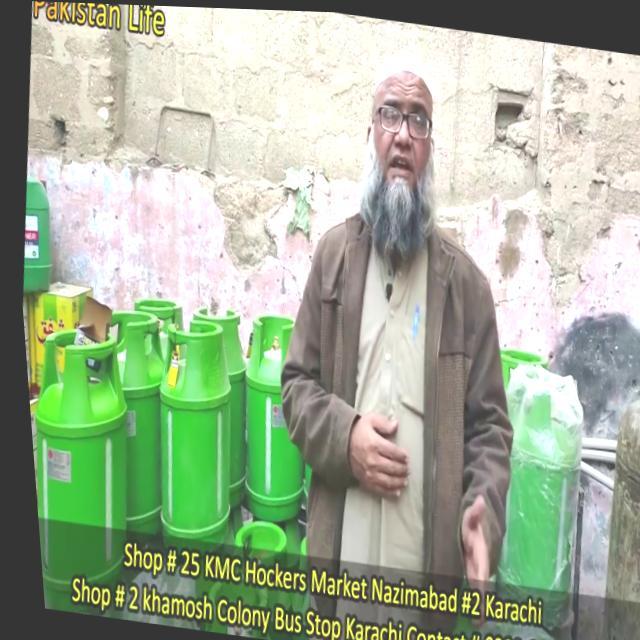 Pakistan Life
Shop # 25 KMC Hockers Market Nazimabad #2 Karachi
Shop # 2 khamosh Colony Bus Stop Karachi Contact #